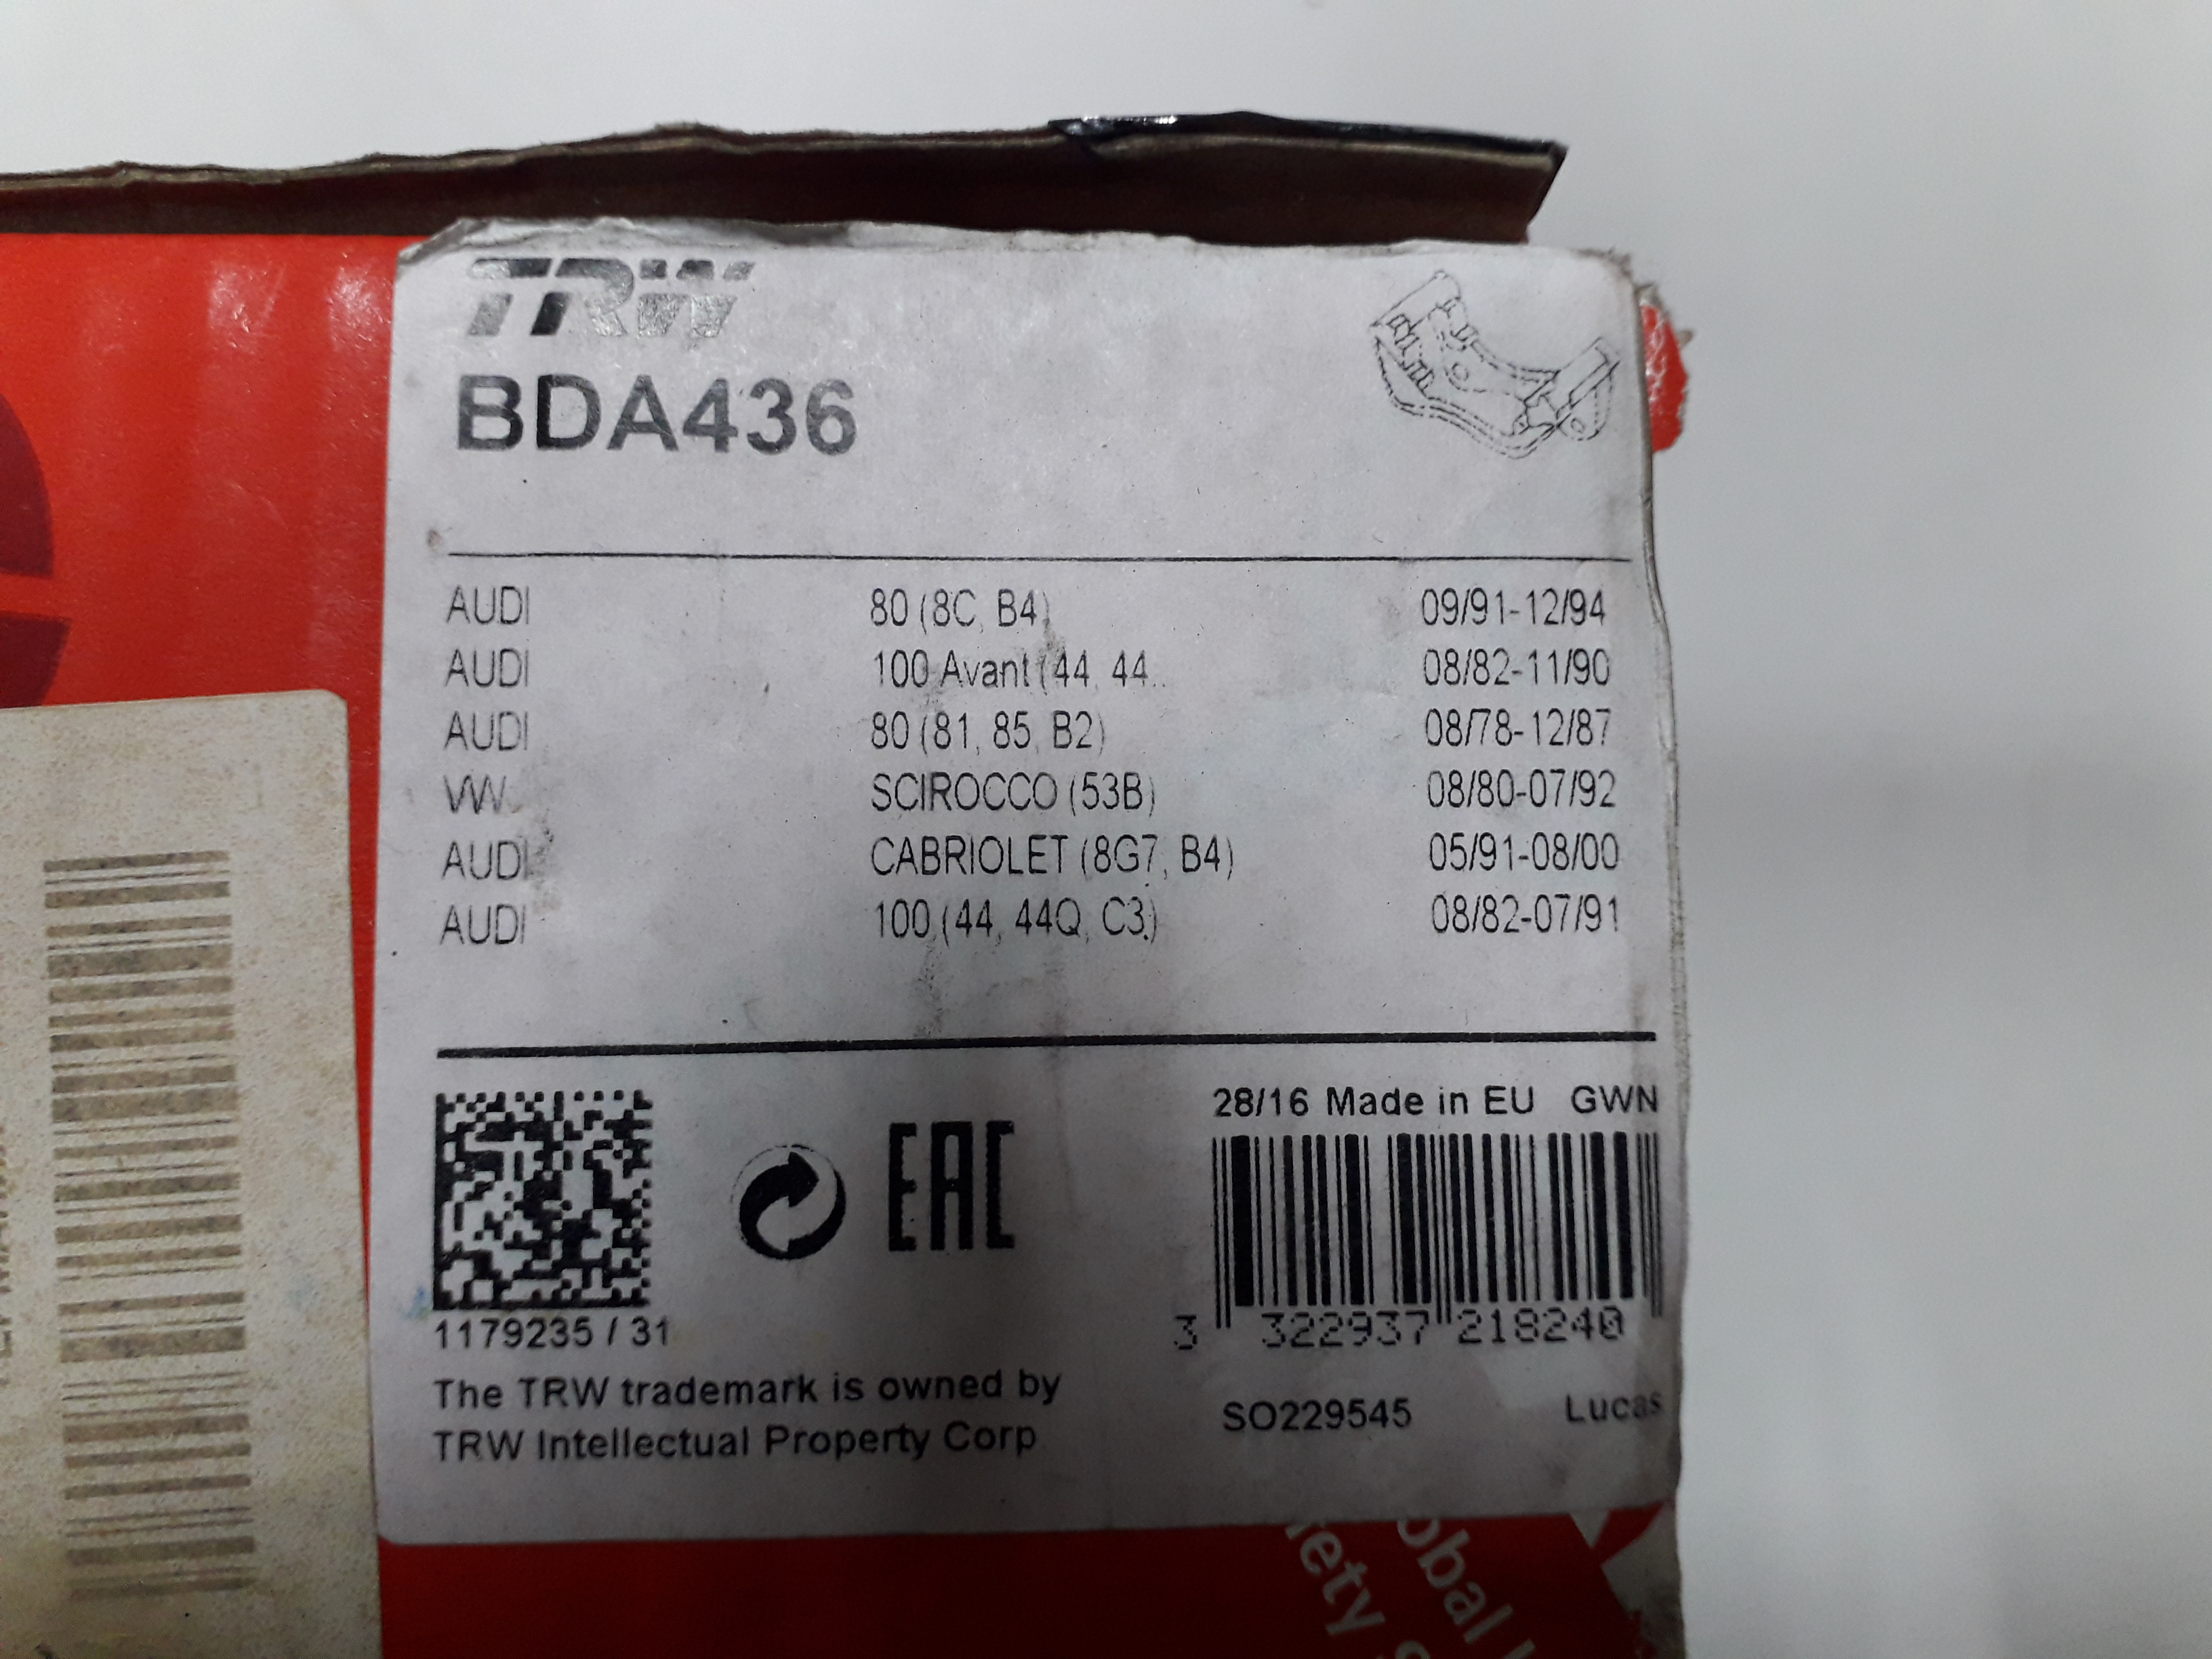 TRW
BDA436
AUDI 80 (8C, B4) 09/91-12/94
AUDI 100 Avant (44, 44.. 08/82-11/90
AUDI 80 (81, 85, B2) 08/78-12/87
VW SCIROCCO (53B) 08/80-07/92
AUDI CABRIOLET (8G7, B4) 05/91-08/00
AUDI 100 (44, 44Q, C3) 08/82-07/91
28/16 Made in EU GWN
EAC
3 322937 218240
1179235 / 31
The TRW trademark is owned by
TRW Intellectual Property Corp
SO229545 Lucas
obal
fety